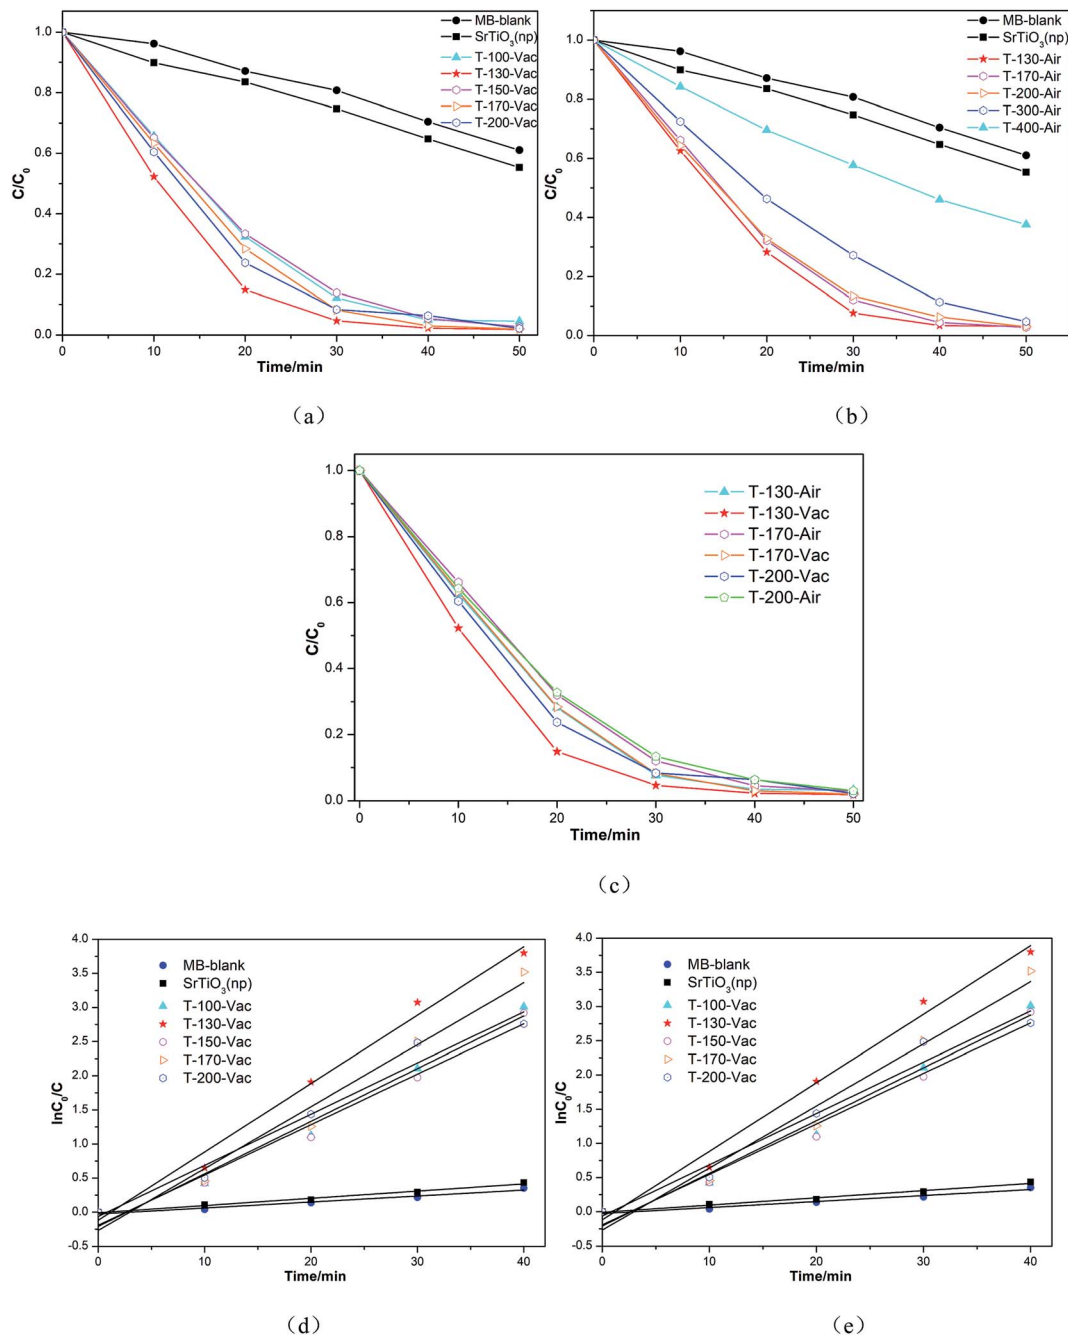 MB-blank
SrTiO3(np)
T-100-Vac
T-130-Vac
T-150-Vac
T-170-Vac
T-200-Vac
1.0
0.8
0.6
0.4
0.2
0.0
C/C0
0 10 20 30 40 50
Time/min
(a)
MB-blank
SrTiO3(np)
T-130-Air
T-170-Air
T-200-Air
T-300-Air
T-400-Air
1.0
0.8
0.6
0.4
0.2
0.0
C/C0
0 10 20 30 40 50
Time/min
(b)
T-130-Air
T-130-Vac
T-170-Air
T-170-Vac
T-200-Vac
T-200-Air
1.0
0.8
0.6
0.4
0.2
0.0
C/C0
0 10 20 30 40 50
Time/min
(c)
MB-blank
SrTiO3(np)
T-100-Vac
T-130-Vac
T-150-Vac
T-170-Vac
T-200-Vac
4.0
3.5
3.0
2.5
2.0
1.5
1.0
0.5
0.0
-0.5
lnC0/C
0 10 20 30 40
Time/min
(d)
MB-blank
SrTiO3(np)
T-100-Vac
T-130-Vac
T-150-Vac
T-170-Vac
T-200-Vac
4.0
3.5
3.0
2.5
2.0
1.5
1.0
0.5
0.0
-0.5
lnC0/C
0 10 20 30 40
Time/min
(e)